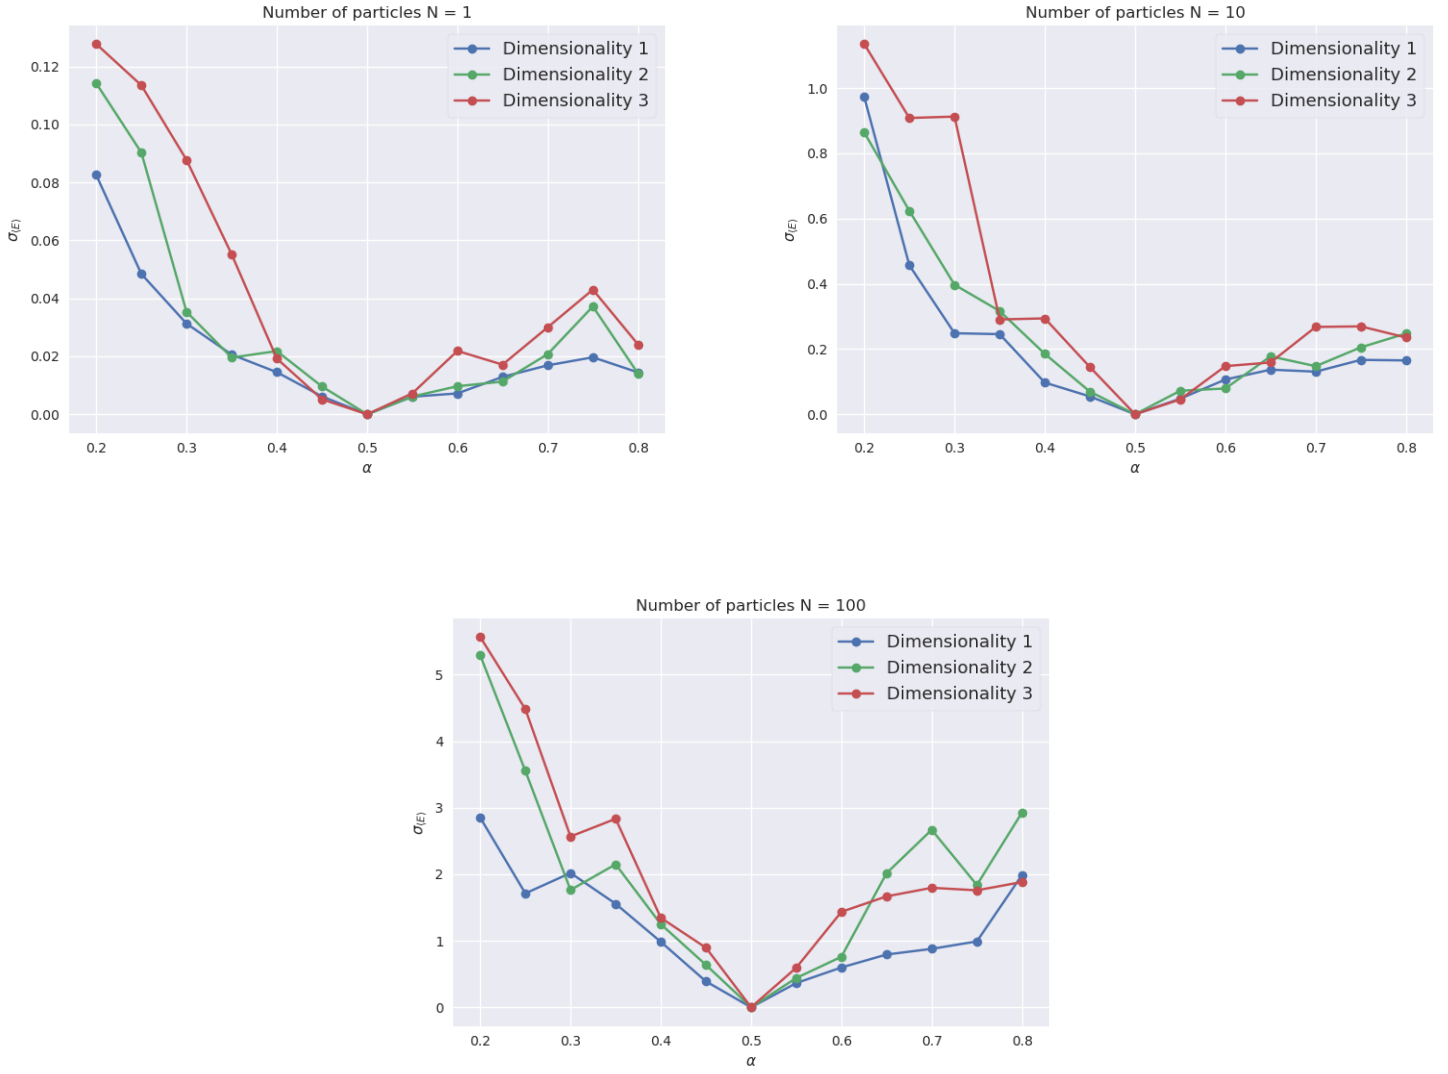 Number of particles N = 1
Dimensionality 1
Dimensionality 2
Dimensionality 3
σ⟨E⟩
0.12
0.10
0.08
0.06
0.04
0.02
0.00
0.2 0.3 0.4 0.5 0.6 0.7 0.8
α
Number of particles N = 10
Dimensionality 1
Dimensionality 2
Dimensionality 3
σ⟨E⟩
1.0
0.8
0.6
0.4
0.2
0.0
0.2 0.3 0.4 0.5 0.6 0.7 0.8
α
Number of particles N = 100
Dimensionality 1
Dimensionality 2
Dimensionality 3
σ⟨E⟩
5
4
3
2
1
0
0.2 0.3 0.4 0.5 0.6 0.7 0.8
α